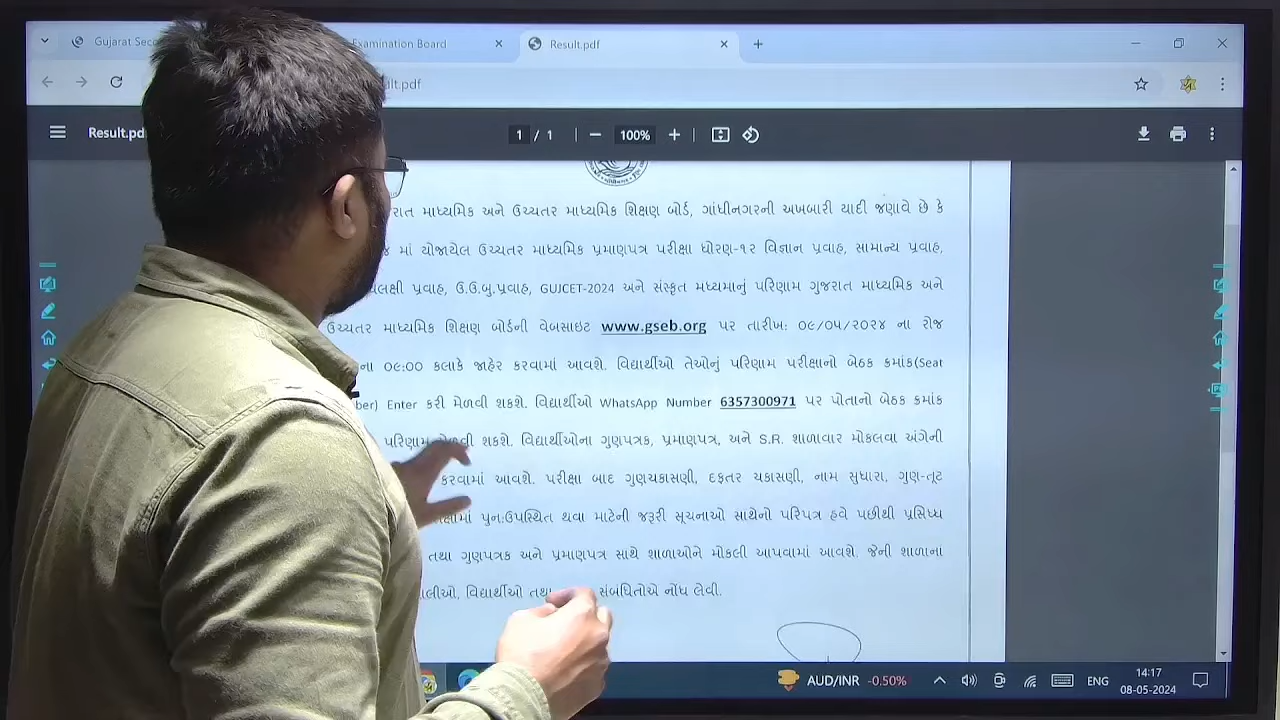 Gujarat Seco
Examination Board
Result.pdf
ult.pdf
Result.pd
1 / 1
100%
રાત માધ્યમિક અને ઉચ્ચતર માધ્યમિક શિક્ષણ બોર્ડ, ગાંધીનગરની અખબારી યાદી જણાવે છે કે
માં યોજાયેલ ઉચ્ચતર માધ્યમિક પ્રમાણપત્ર પરીક્ષા ધોરણ-૧૨ વિજ્ઞાન પ્રવાહ, સામાન્ય પ્રવાહ,
લક્ષી પ્રવાહ, ઉ.ઉ.બુ.પ્રવાહ, GUJCET-2024 અને સંસ્કૃત મધ્યમાનું પરિણામ ગુજરાત માધ્યમિક અને
ઉચ્ચતર માધ્યમિક શિક્ષણ બોર્ડની વેબસાઇટ www.gseb.org પર તારીખ: ૦૯/૦૫/૨૦૨૪ ના રોજ
ના ૦૯:૦૦ કલાકે જાહેર કરવામાં આવશે. વિદ્યાર્થીઓ તેઓનું પરિણામ પરીક્ષાનો બેઠક ક્રમાંક(Seat
ber) Enter કરી મેળવી શકશે. વિદ્યાર્થીઓ WhatsApp Number 6357300971 પર પોતાનો બેઠક ક્રમાંક
પરિણામ મેળવી શકશે. વિદ્યાર્થીઓના ગુણપત્રક, પ્રમાણપત્ર, અને S.R. શાળાવાર મોકલવા અંગેની
કરવામાં આવશે. પરીક્ષા બાદ ગુણચકાસણી, દફતર ચકાસણી, નામ સુધારા, ગુણ-તૂટ
ક્ષામાં પુન:ઉપસ્થિત થવા માટેની જરૂરી સૂચનાઓ સાથેનો પરિપત્ર હવે પછીથી પ્રસિધ્ધ
તથા ગુણપત્રક અને પ્રમાણપત્ર સાથે શાળાઓને મોકલી આપવામાં આવશે. જેની શાળાનાં
લીઓ, વિદ્યાર્થીઓ તથા સંબંધિતોએ નોંધ લેવી.
AUD/INR -0.50%
ENG
14:17
08-05-2024